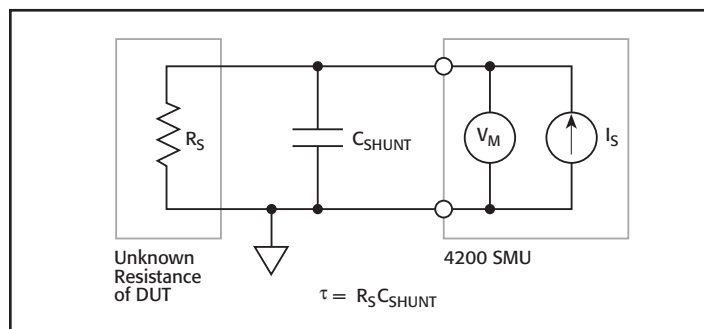 R_S
C_SHUNT
V_M
I_S
Unknown
Resistance
of DUT
4200 SMU
τ = R_SC_SHUNT